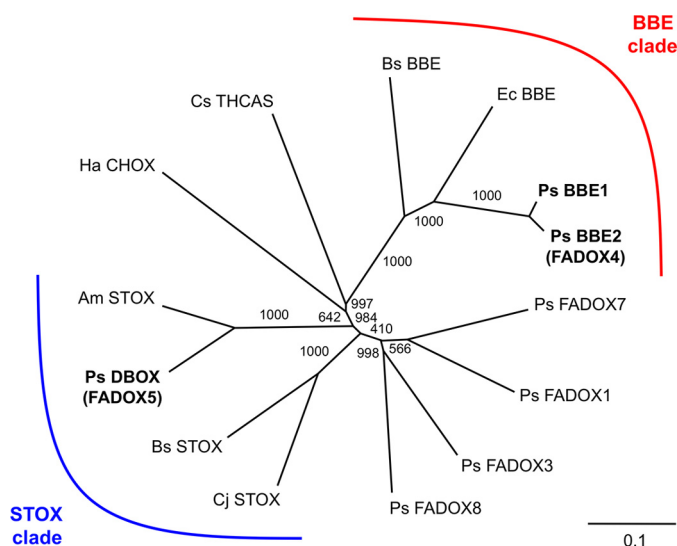 BBE
clade
Bs BBE
Ec BBE
Cs THCAS
Ha CHOX
1000
Ps BBE1
1000
Ps BBE2
(FADOX4)
1000
Am STOX
997
Ps FADOX7
1000
642
984
410
1000
998
566
Ps DBOX
(FADOX5)
Ps FADOX1
Bs STOX
Ps FADOX3
Cj STOX
Ps FADOX8
STOX
clade
0.1